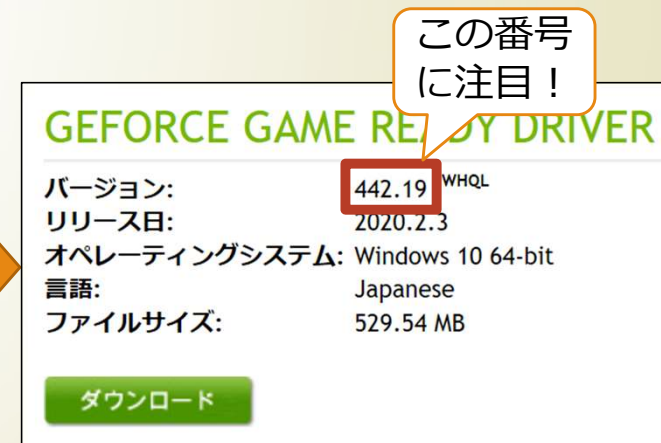 この番号
に注目！
GEFORCE GAME READY DRIVER
バージョン: 442.19 WHQL
リリース日: 2020.2.3
オペレーティングシステム: Windows 10 64-bit
言語: Japanese
ファイルサイズ: 529.54 MB
ダウンロード